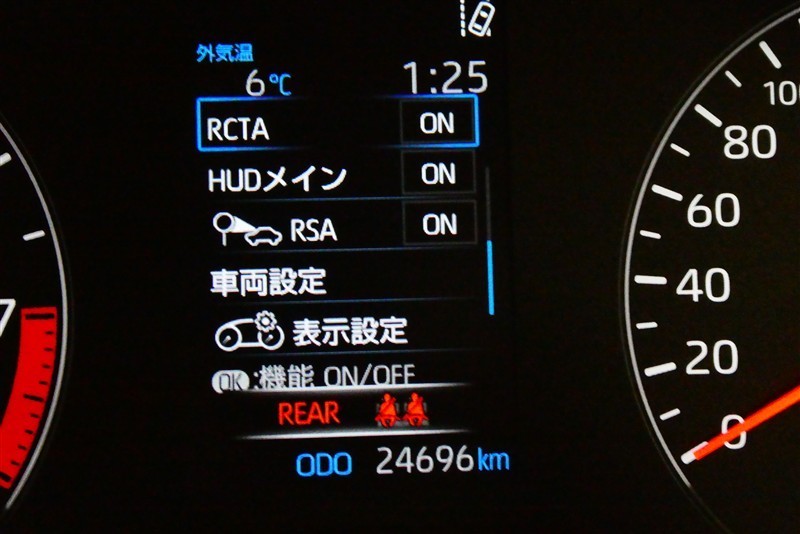 外気温
6℃ 1:25
RCTA ON
HUDメイン ON
RSA ON
車両設定
表示設定
OK:機能 ON/OFF
REAR
ODO 24696km
7
100
80
60
40
20
0